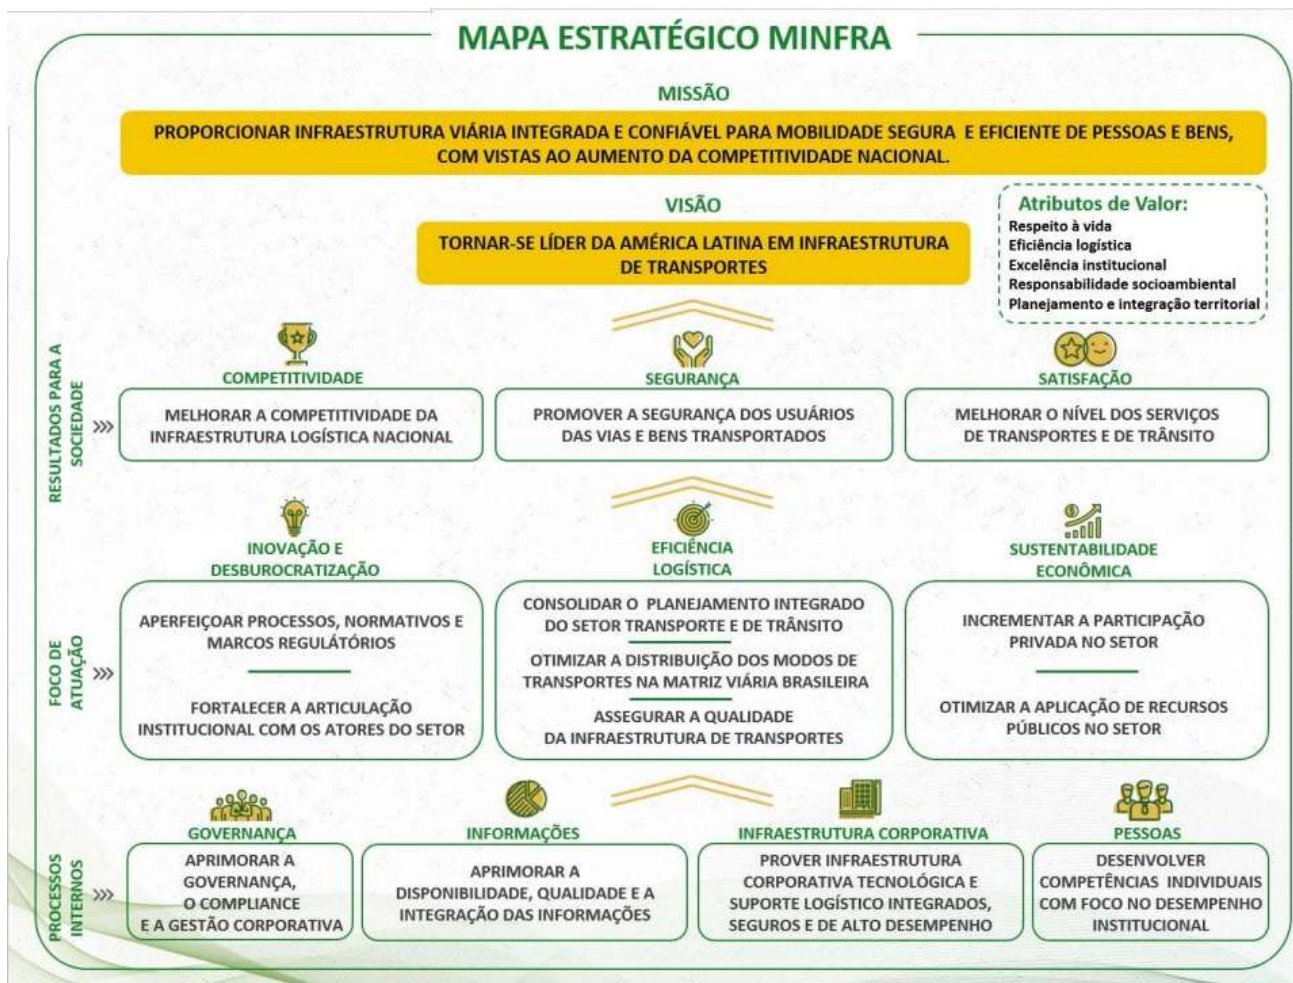 MAPA ESTRATÉGICO MINFRA
MISSÃO
PROPORCIONAR INFRAESTRUTURA VIÁRIA INTEGRADA E CONFIÁVEL PARA MOBILIDADE SEGURA E EFICIENTE DE PESSOAS E BENS,
COM VISTAS AO AUMENTO DA COMPETITIVIDADE NACIONAL.
VISÃO
TORNAR-SE LÍDER DA AMÉRICA LATINA EM INFRAESTRUTURA
DE TRANSPORTES
Atributos de Valor:
Respeito à vida
Eficiência logística
Excelência institucional
Responsabilidade socioambiental
Planejamento e integração territorial
RESULTADOS PARA A
SOCIEDADE
COMPETITIVIDADE
MELHORAR A COMPETITIVIDADE DA
INFRAESTRUTURA LOGÍSTICA NACIONAL
SEGURANÇA
PROMOVER A SEGURANÇA DOS USUÁRIOS
DAS VIAS E BENS TRANSPORTADOS
SATISFAÇÃO
MELHORAR O NÍVEL DOS SERVIÇOS
DE TRANSPORTES E DE TRÂNSITO
FOCO DE
ATUAÇÃO
INOVAÇÃO E
DESBUROCRATIZAÇÃO
APERFEIÇOAR PROCESSOS, NORMATIVOS E
MARCOS REGULÁTÓRIOS
FORTALECER A ARTICULAÇÃO
INSTITUCIONAL COM OS ATORES DO SETOR
EFICIÊNCIA
LOGÍSTICA
CONSOLIDAR O PLANEJAMENTO INTEGRADO
DO SETOR TRANSPORTE E DE TRÂNSITO
OTIMIZAR A DISTRIBUIÇÃO DOS MODOS DE
TRANSPORTES NA MATRIZ VIÁRIA BRASILEIRA
ASSEGURAR A QUALIDADE
DA INFRAESTRUTURA DE TRANSPORTES
SUSTENTABILIDADE
ECONÔMICA
INCREMENTAR A PARTICIPAÇÃO
PRIVADA NO SETOR
OTIMIZAR A APLICAÇÃO DE RECURSOS
PÚBLICOS NO SETOR
PROCESSOS
INTERNOS
GOVERNANÇA
APRIMORAR A
GOVERNANÇA,
O COMPLIANCE
E A GESTÃO CORPORATIVA
INFORMAÇÕES
APRIMORAR A
DISPONIBILIDADE, QUALIDADE E A
INTEGRAÇÃO DAS INFORMAÇÕES
INFRAESTRUTURA CORPORATIVA
PROVER INFRAESTRUTURA
CORPORATIVA TECNOLÓGICA E
SUPORTE LOGÍSTICO INTEGRADOS,
SEGUROS E DE ALTO DESEMPENHO
PESSOAS
DESENVOLVER
COMPETÊNCIAS INDIVIDUAIS
COM FOCO NO DESEMPENHO
INSTITUCIONAL